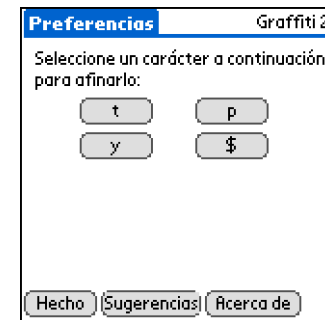 Preferencias Graffiti 2
Seleccione un carácter a continuación
para afinarlo:
t p
y $
Hecho Sugerencias Acerca de